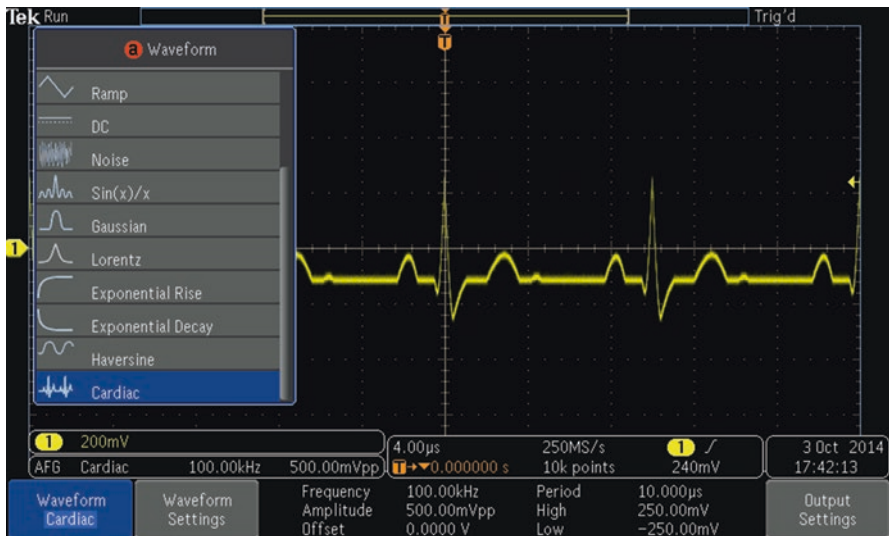 Tek Run Trig'd
T
T
a Waveform
Ramp
DC
Noise
Sin(x)/x
Gaussian
Lorentz
1
Exponential Rise
Exponential Decay
Haversine
Cardiac
1 200mV
AFG Cardiac 100.00kHz 500.00mVpp
4.00µs 250MS/s 1
T→▼0.000000 s 10k points 240mV
3 Oct 2014
17:42:13
Waveform
Cardiac
Waveform
Settings
Frequency 100.00kHz Period 10.000µs
Amplitude 500.00mVpp High 250.00mV
Offset 0.0000 V Low -250.00mV
Output
Settings